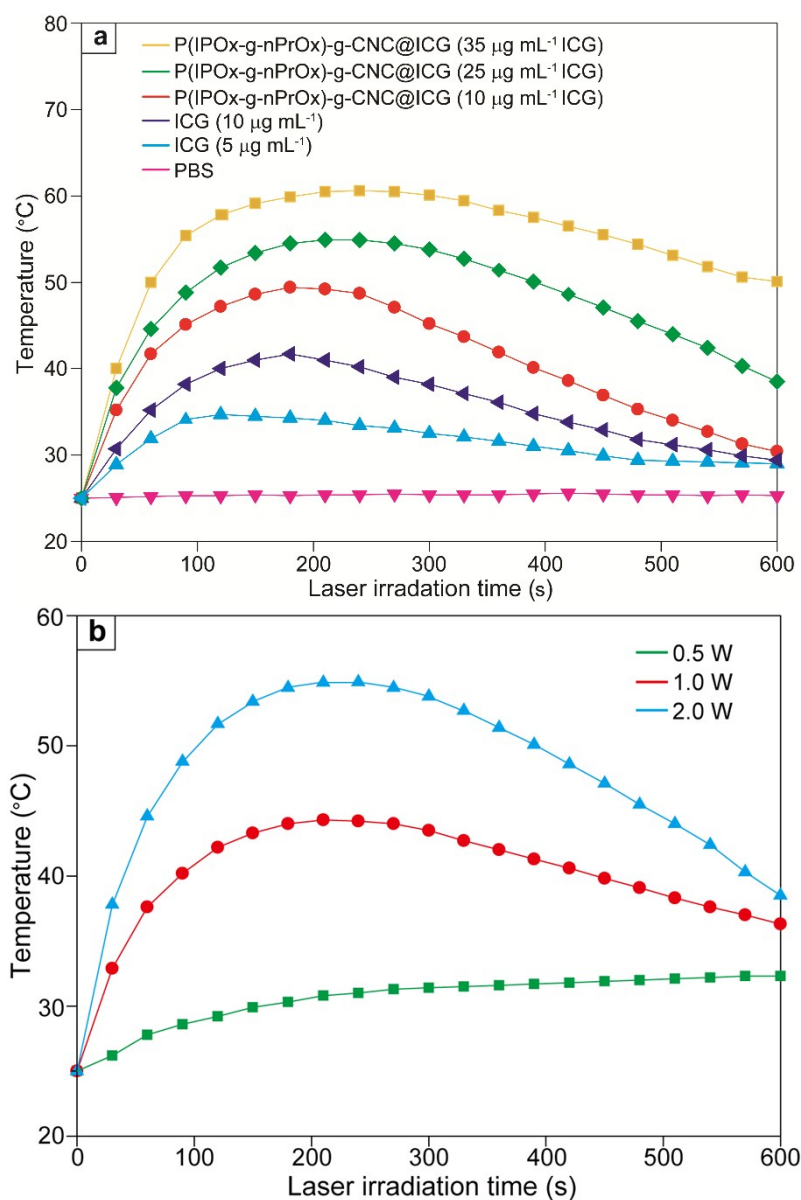 a
80
70
60
50
40
30
20
Temperature (°C)
P(IPOx-g-nPrOx)-g-CNC@ICG (35 µg mL⁻¹ ICG)
P(IPOx-g-nPrOx)-g-CNC@ICG (25 µg mL⁻¹ ICG)
P(IPOx-g-nPrOx)-g-CNC@ICG (10 µg mL⁻¹ ICG)
ICG (10 µg mL⁻¹)
ICG (5 µg mL⁻¹)
PBS
0 100 200 300 400 500 600
Laser irradation time (s)
b
60
50
40
30
20
Temperature (°C)
0.5 W
1.0 W
2.0 W
0 100 200 300 400 500 600
Laser irradiation time (s)